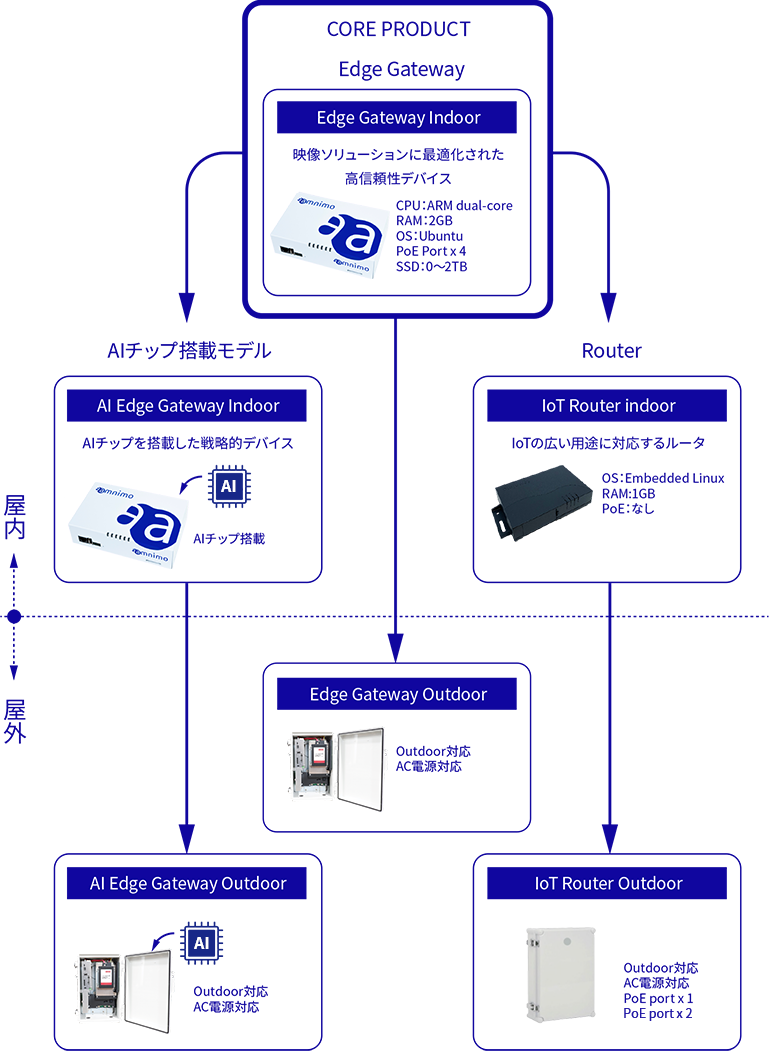 CORE PRODUCT
Edge Gateway
Edge Gateway Indoor
映像ソリューションに最適化された
高信頼性デバイス
mnimo
aa
mnimo
CPU：ARM dual-core
RAM：2GB
OS：Ubuntu
PoE Port x 4
SSD：0～2TB
AIチップ搭載モデル
AI Edge Gateway Indoor
AIチップを搭載した戦略的デバイス
mnimo
aa
mnimo
AI
AIチップ搭載
Router
IoT Router indoor
IoTの広い用途に対応するルータ
OS：Embedded Linux
RAM:1GB
PoE：なし
屋内
屋外
Edge Gateway Outdoor
Outdoor対応
AC電源対応
AI Edge Gateway Outdoor
AI
Outdoor対応
AC電源対応
IoT Router Outdoor
Outdoor対応
AC電源対応
PoE port x 1
PoE port x 2